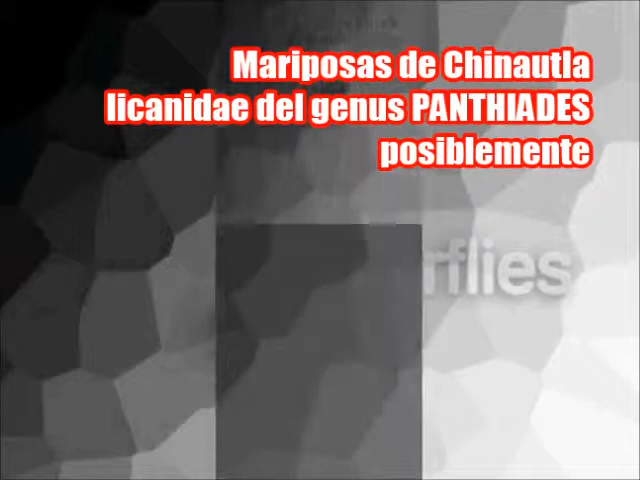 Mariposas de Chinautla
licanidae del genus PANTHIADES
posiblemente
rflies